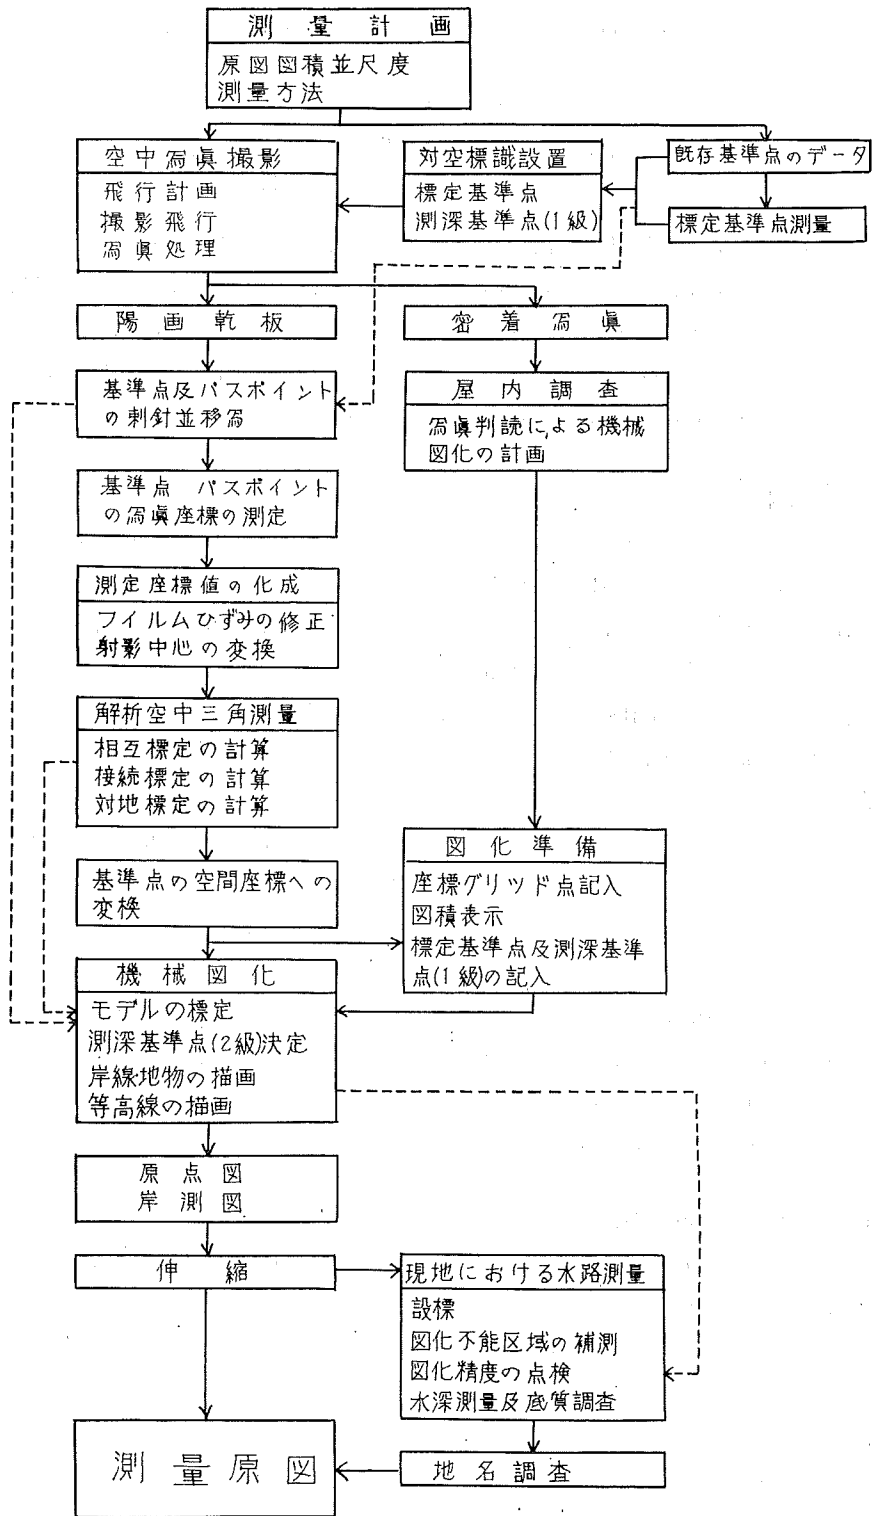 測量計画
原図図積並尺度
測量方法
空中写真撮影
飛行計画
撮影飛行
写真処理
対空標識設置
標定基準点
測深基準点(1級)
既存基準点のデータ
標定基準点測量
陽画乾板
密着写真
基準点及パスポイント
の刺針並移写
屋内調査
写真判読による機械
図化の計画
基準点 パスポイント
の写真座標の測定
測定座標値の化成
フイルムひずみの修正
射影中心の変換
解析空中三角測量
相互標定の計算
接続標定の計算
対地標定の計算
基準点の空間座標への
変換
図化準備
座標グリッド点記入
図積表示
標定基準点及測深基準
点(1級)の記入
機械図化
モデルの標定
測深基準点(2級)決定
岸線地物の描画
等高線の描画
原点図
岸測図
伸縮
現地における水路測量
設標
図化不能区域の補測
図化精度の点検
水深測量及底質調査
地名調査
測量原図